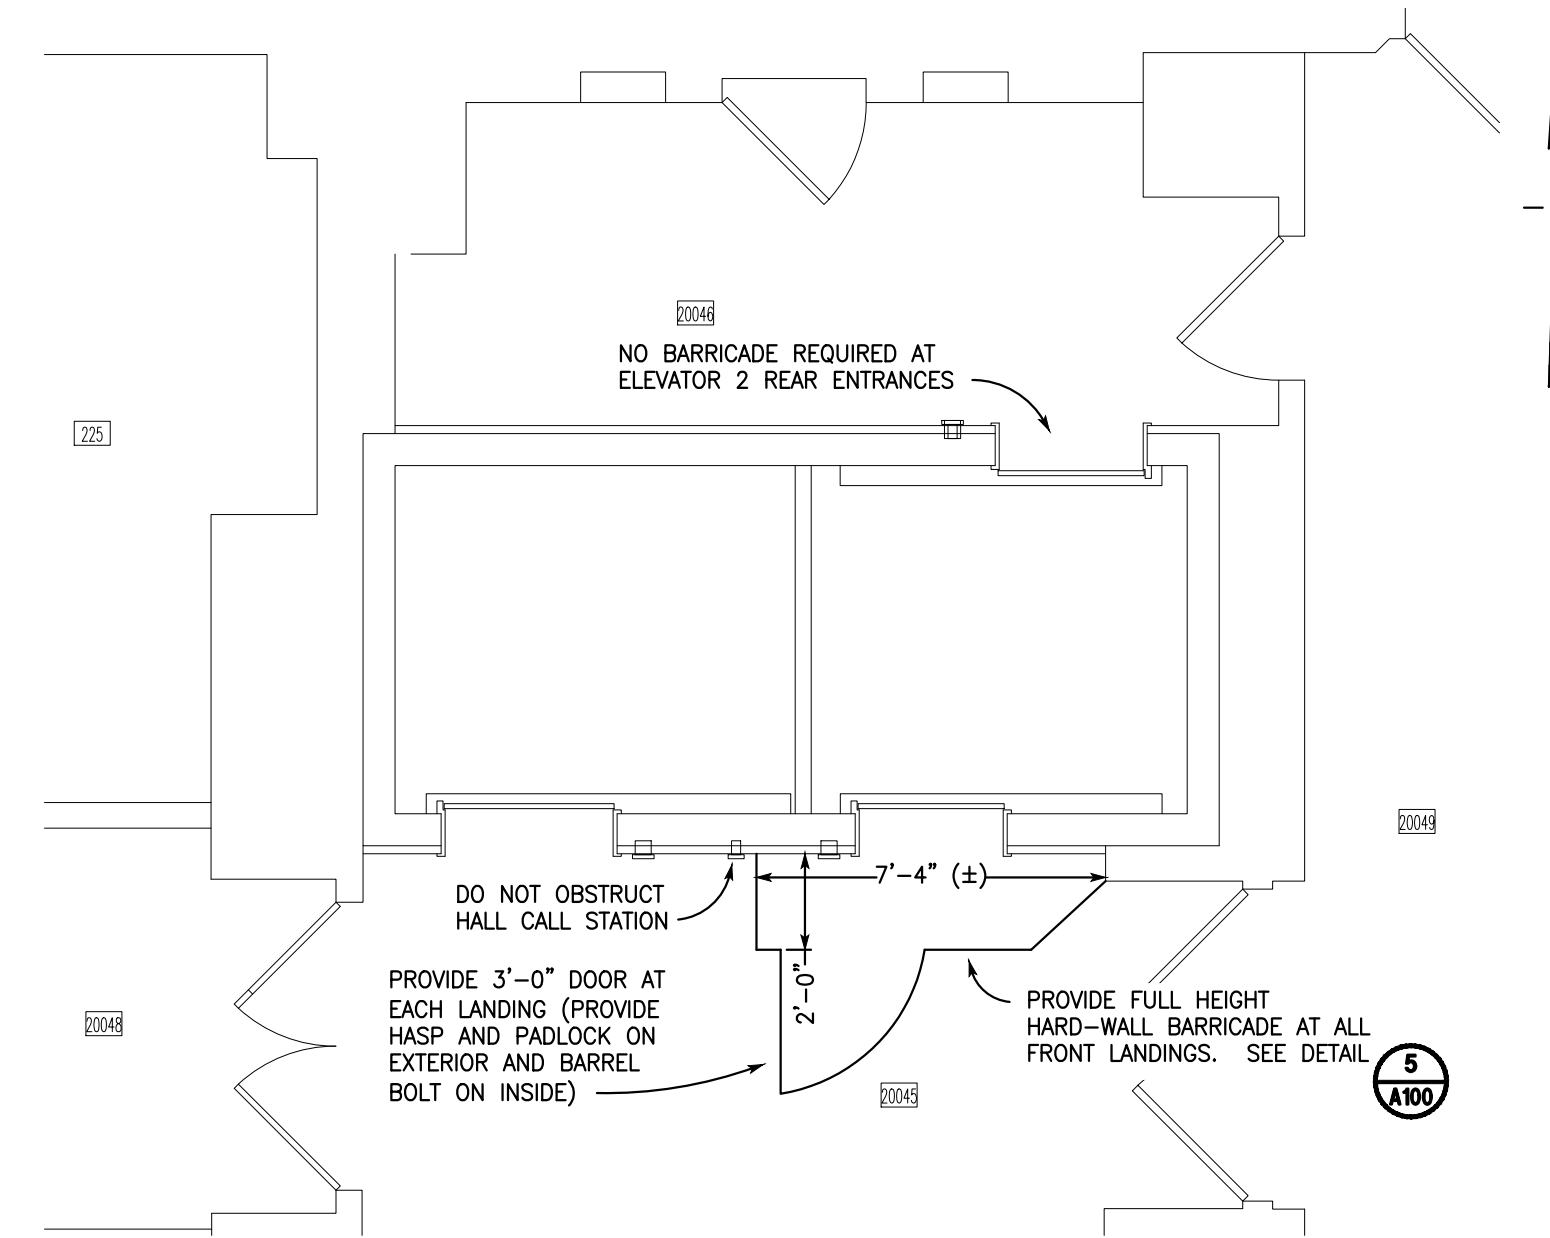 20046
NO BARRICADE REQUIRED AT
ELEVATOR 2 REAR ENTRANCES
225
20049
7'-4" (±)
DO NOT OBSTRUCT
HALL CALL STATION
2'-0"
PROVIDE 3'-0" DOOR AT
EACH LANDING (PROVIDE
HASP AND PADLOCK ON
EXTERIOR AND BARREL
BOLT ON INSIDE)
PROVIDE FULL HEIGHT
HARD-WALL BARRICADE AT ALL
FRONT LANDINGS. SEE DETAIL
5
A100
20048
20045